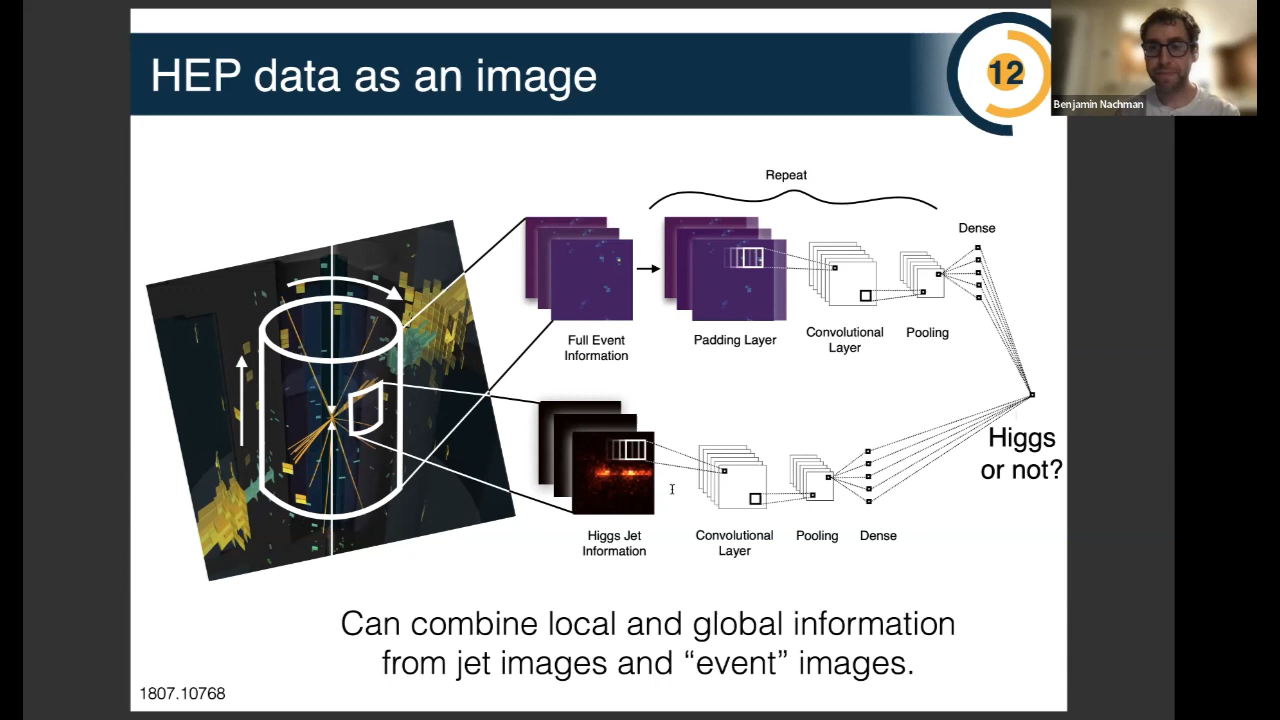 HEP data as an image
12
Benjamin Nachman
Repeat
Dense
Full Event
Information
Padding Layer
Convolutional
Layer
Pooling
Higgs
or not?
Higgs Jet
Information
Convolutional
Layer
Pooling
Dense
Can combine local and global information
from jet images and “event” images.
1807.10768